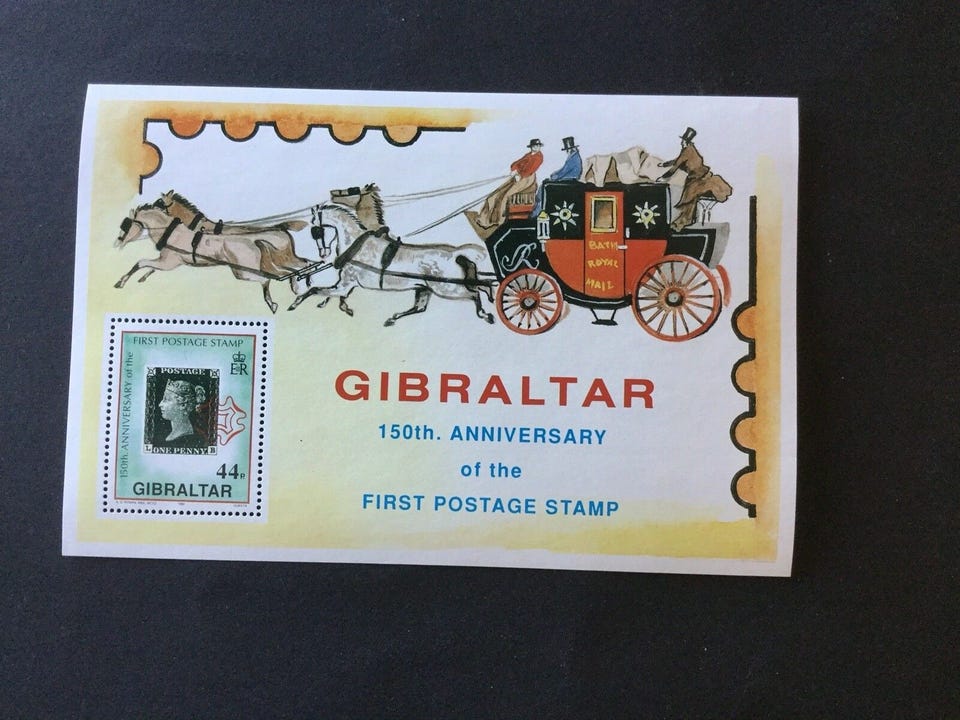 BATH
ROYAL
MAIL
GIBRALTAR
150th. ANNIVERSARY
of the
FIRST POSTAGE STAMP
FIRST POSTAGE STAMP
150th. ANNIVERSARY of the
ER
POSTAGE
ONE PENNY
44P
GIBRALTAR